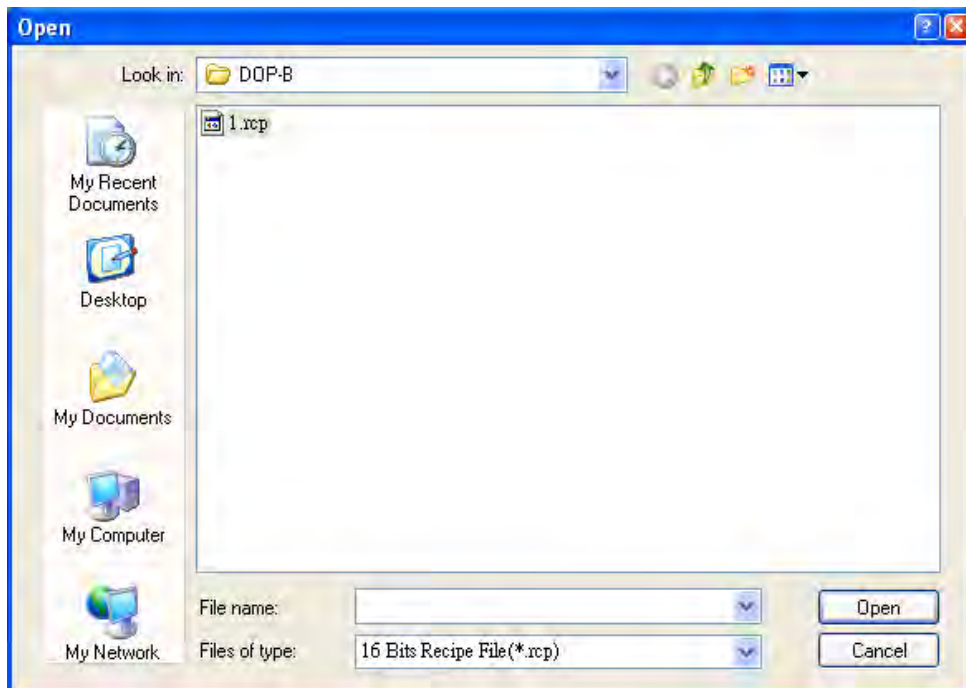 Open
Look in: DOP-B
1.rcp
My Recent
Documents
Desktop
My Documents
My Computer
My Network
File name:
Open
Files of type: 16 Bits Recipe File(*.rcp)
Cancel